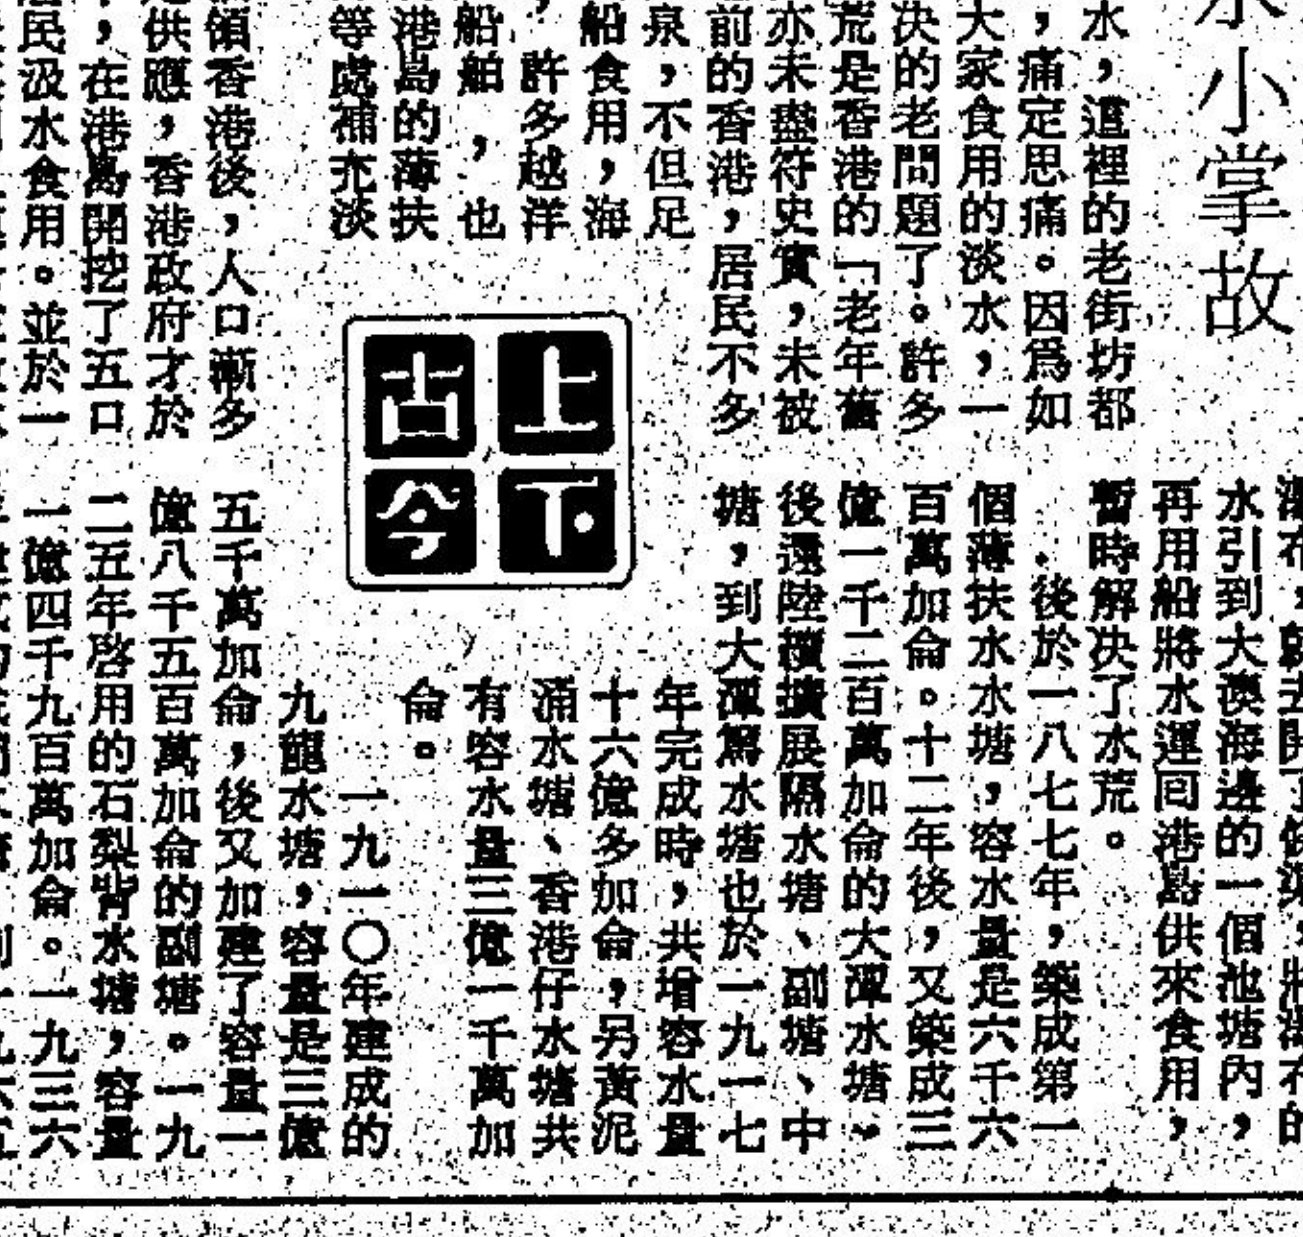 小掌故
水，這裡的老街坊都
，痛定思痛。因爲如
大家食用的淡水，一
决的老問題了。許多
荒是香港的「老年舊
亦未盡符史實，未被
前的香港，居民不多
泉，不但足
船食用，海
，許多越洋
船舶，也
港島的薄扶
等處補充淡
上下
古今
領香港後，人口漸多
供應，香港政府才於
，在港島開挖了五口
民汲水食用。並於一
水引到大澳海邊的一個池塘內，
再用船將水運囘港島供來食用，
暫時解决了水荒。
後於一八七七年，築成第一
個薄扶水水塘，容水量是六千六
百萬加侖。十二年後，又築成三
億一千二百萬加侖的大潭水塘，
後還陸續擴展隔水塘、副塘、中
塘，到大潭篤水塘也於一九一七
年完成時，共增容水量
十六億多加侖，另黃泥
涌水塘、香港仔水塘共
有容水量三億一千萬加
侖。
一九一〇年建成的
九龍水塘，容量是三億
五千萬加侖，後又加建了容量一
億八千五百萬加侖的副塘。一九
二五年啓用的石梨背水塘，容量
一億四千九百萬加侖。一九三六